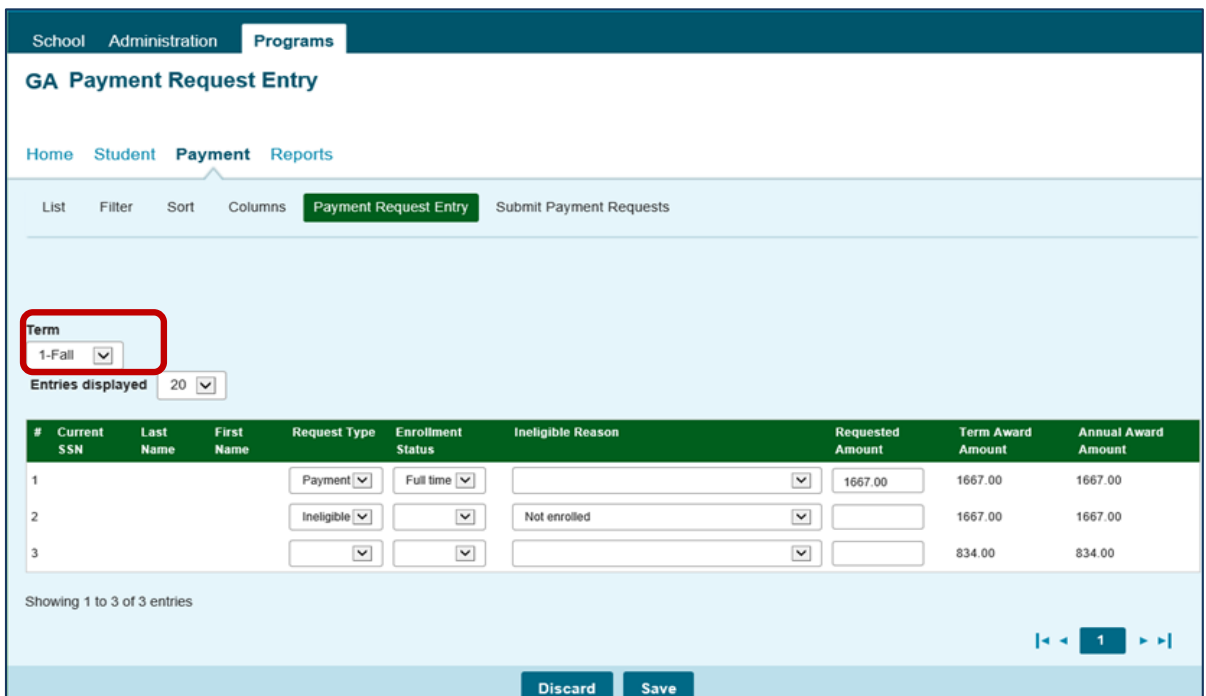 School Administration Programs
GA Payment Request Entry
Home Student Payment Reports
List Filter Sort Columns Payment Request Entry Submit Payment Requests
Term
1-Fall
Entries displayed 20
# Current SSN Last Name First Name Request Type Enrollment Status Ineligible Reason Requested Amount Term Award Amount Annual Award Amount
1 Payment Full time 1667.00 1667.00 1667.00
2 Ineligible Not enrolled 1667.00 1667.00
3 834.00 834.00
Showing 1 to 3 of 3 entries
1
Discard Save